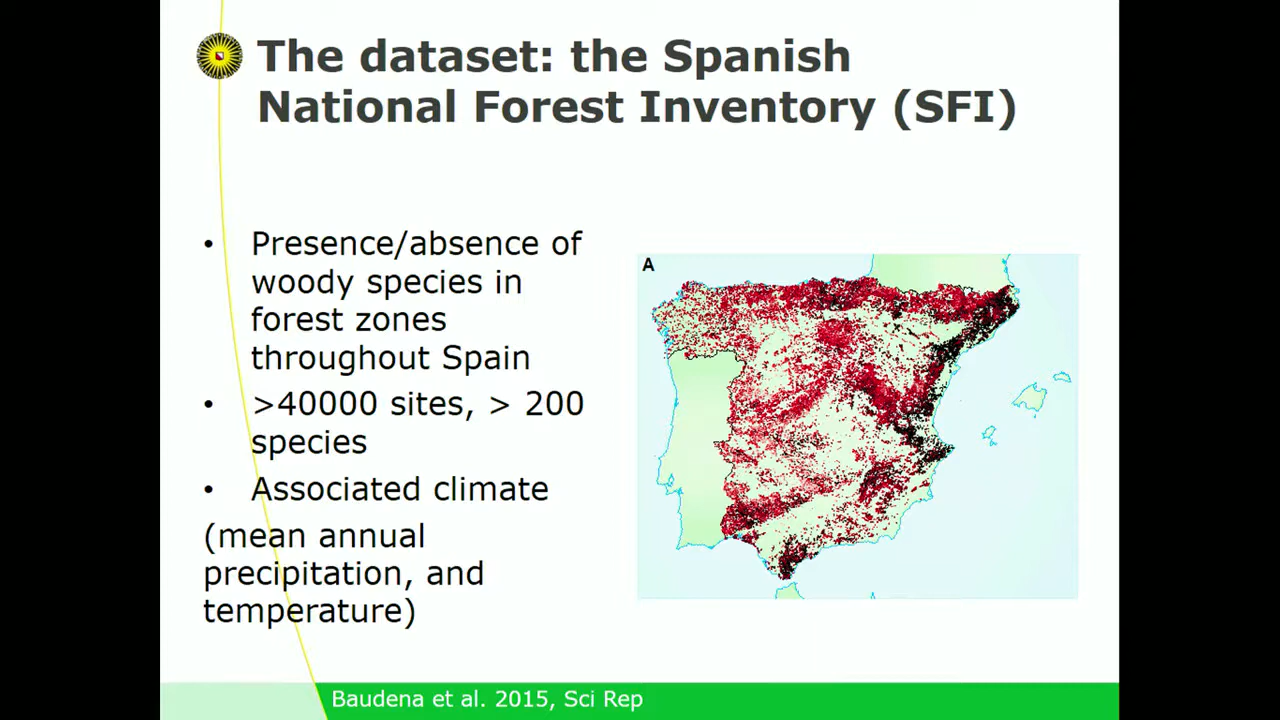 The dataset: the Spanish
National Forest Inventory (SFI)
• Presence/absence of
woody species in
forest zones
throughout Spain
• >40000 sites, > 200
species
• Associated climate
(mean annual
precipitation, and
temperature)
A
Baudena et al. 2015, Sci Rep